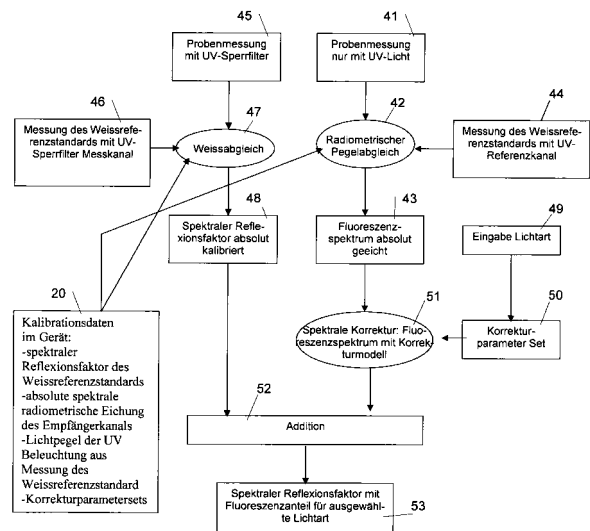 45
41
Probenmessung
mit UV-Sperrfilter
Probenmessung
nur mit UV-Licht
46
47
42
44
Messung des Weissrefe-
renzstandards mit UV-
Sperrfilter Messkanal
Weissabgleich
Radiometrischer
Pegelabgleich
Messung des Weissrefe-
renzstandards mit UV-
Referenzkanal
48
43
49
Spektraler Refle-
xionsfaktor absolut
kalibriert
Fluoreszenz-
spektrum absolut
geeicht
Eingabe Lichtart
20
51
50
Kalibrationsdaten
im Gerät:
-spektraler
Reflexionsfaktor des
Weissreferenzstandards
-absolute spektrale
radiometrische Eichung
des Empfängerkanals
-Lichtpegel der UV
Beleuchtung aus
Messung des
Weissreferenzstandard
-Korrekturparametersets
Spektrale Korrektur: Fluo-
reszenzspektrum mit Korrek-
turmodell
Korrektur-
parameter Set
52
Addition
Spektraler Reflexionsfaktor mit
Fluoreszenzanteil für ausgewähl-
te Lichtart
53